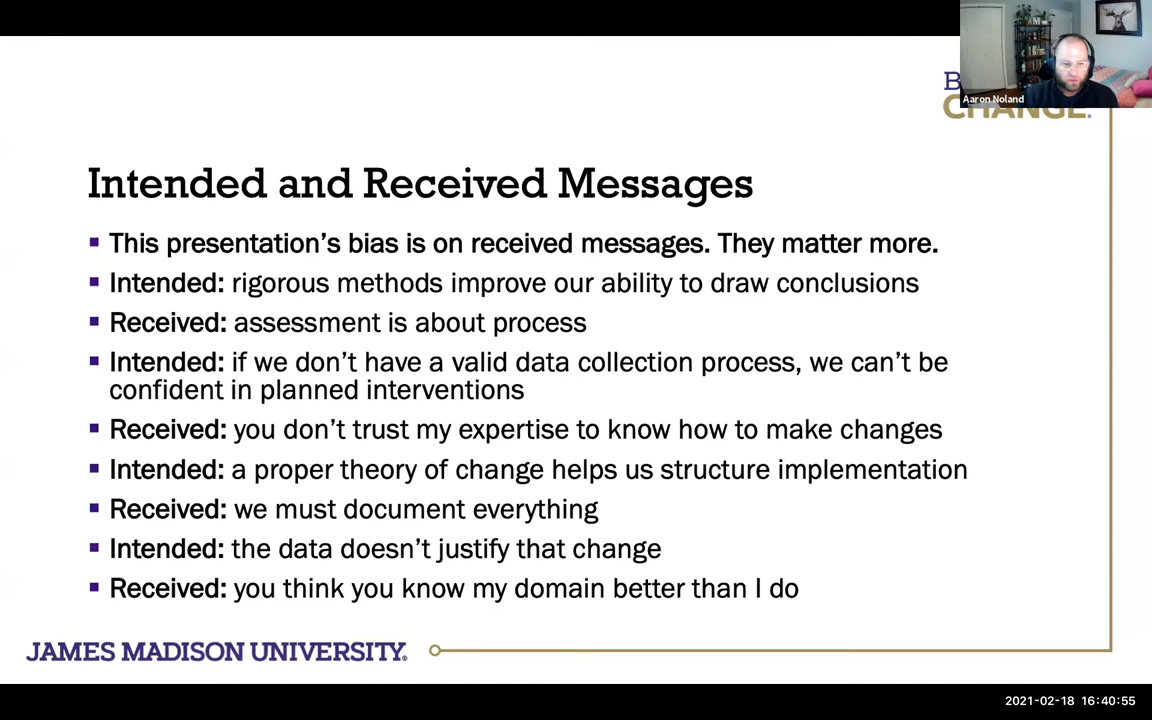 Aaron Noland
CHANGE.
Intended and Received Messages
▪ This presentation's bias is on received messages. They matter more.
▪ Intended: rigorous methods improve our ability to draw conclusions
▪ Received: assessment is about process
▪ Intended: if we don't have a valid data collection process, we can't be
confident in planned interventions
▪ Received: you don't trust my expertise to know how to make changes
▪ Intended: a proper theory of change helps us structure implementation
▪ Received: we must document everything
▪ Intended: the data doesn't justify that change
▪ Received: you think you know my domain better than I do
JAMES MADISON UNIVERSITY.
2021-02-18 16:40:55